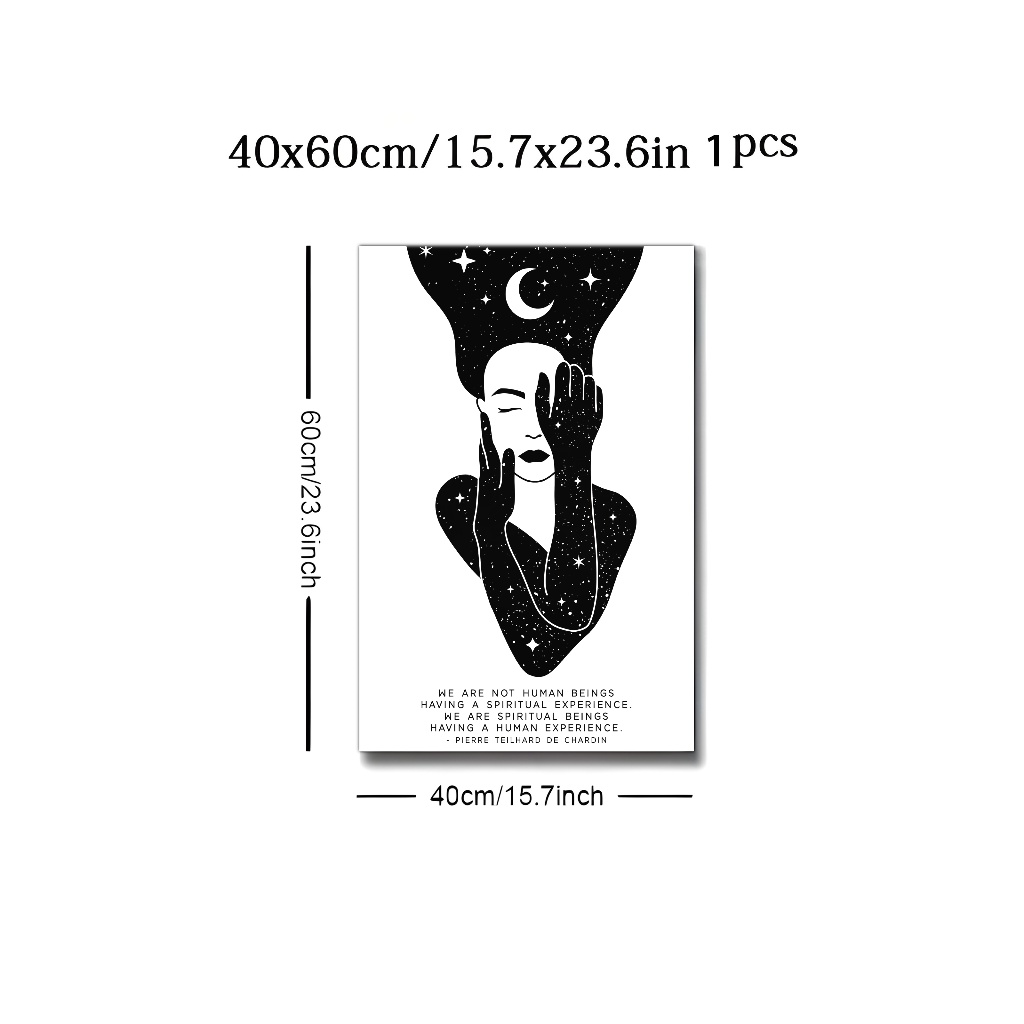 40x60cm/15.7x23.6in 1pcs
60cm/23.6inch
WE ARE NOT HUMAN BEINGS
HAVING A SPIRITUAL EXPERIENCE.
WE ARE SPIRITUAL BEINGS
HAVING A HUMAN EXPERIENCE.
- PIERRE TEILHARD DE CHARDIN
40cm/15.7inch